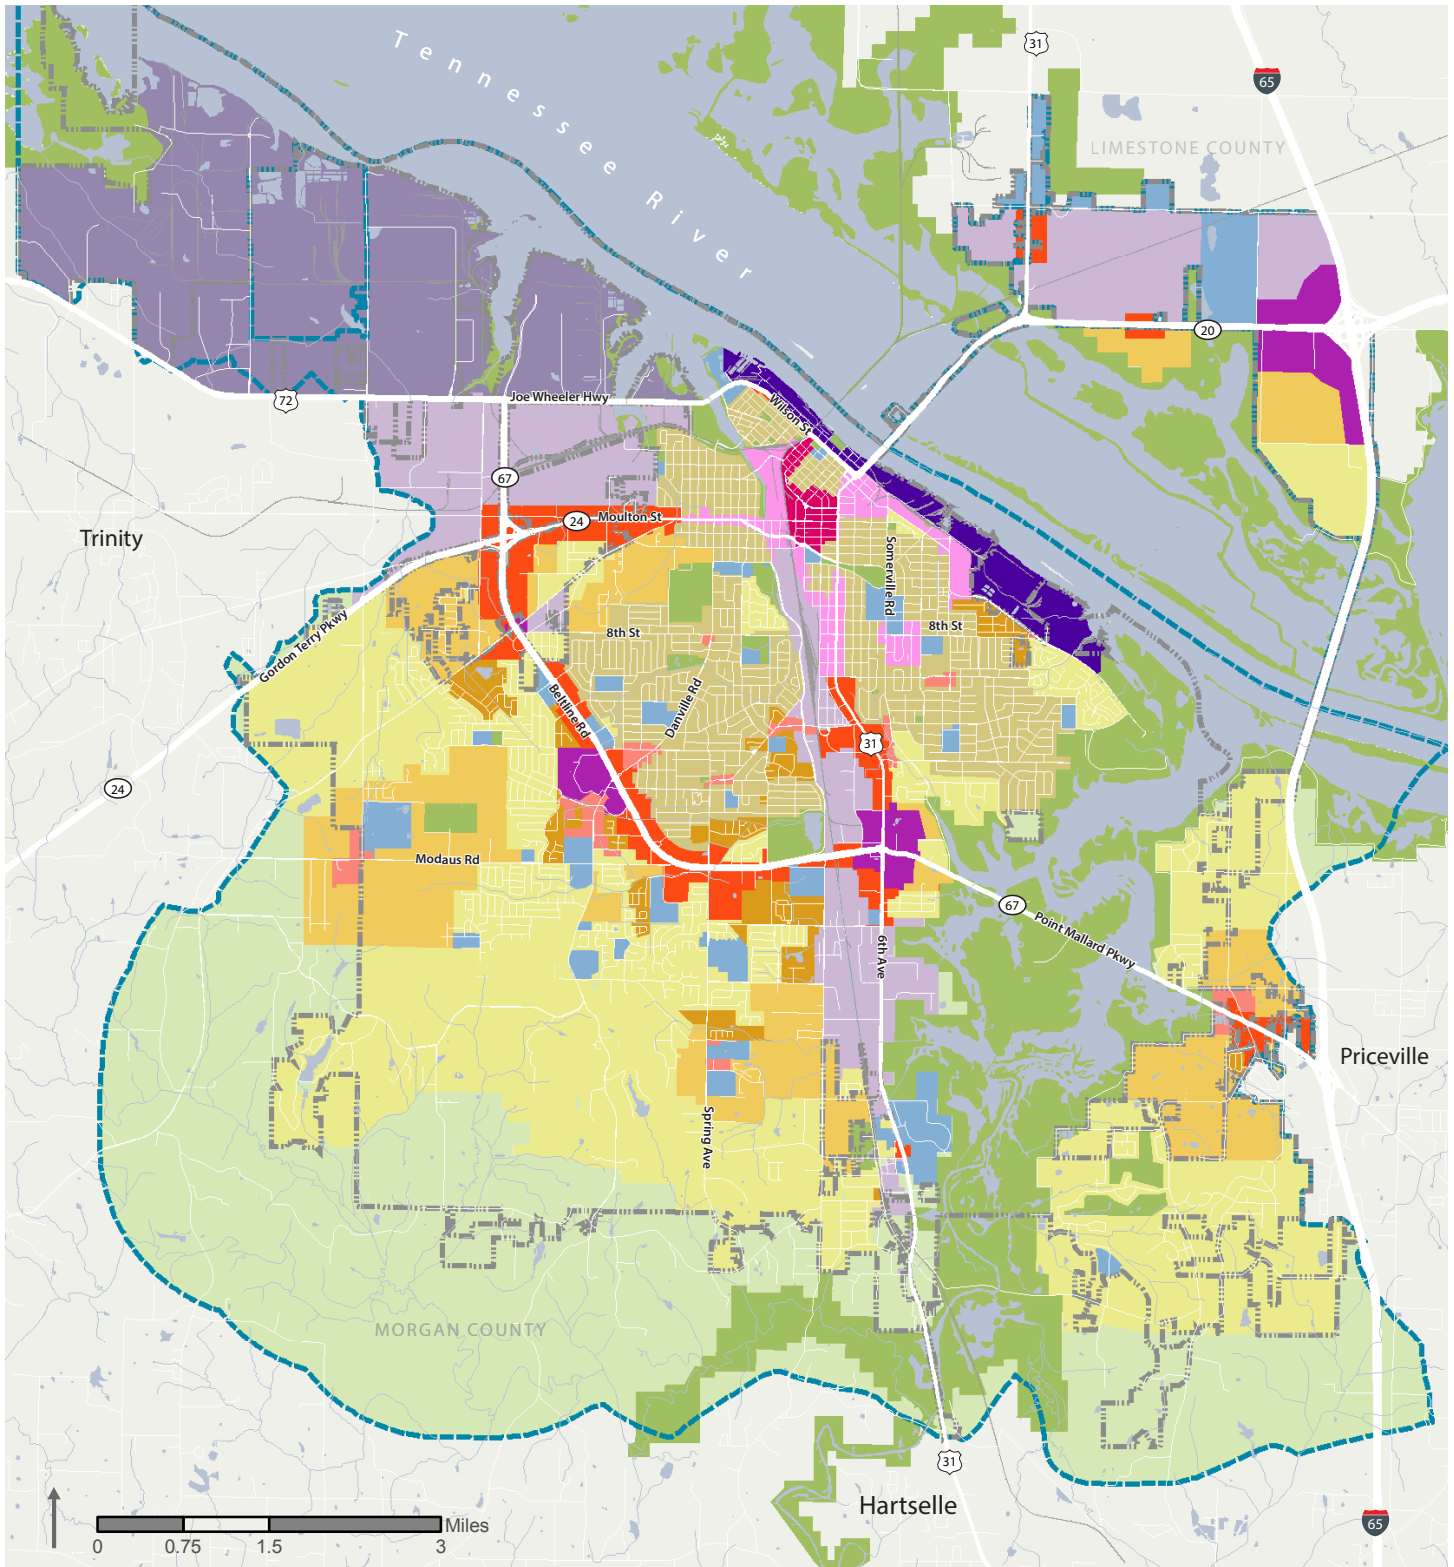 31
65
Tennessee River
LIMESTONE COUNTY
20
72
Joe Wheeler Hwy
Wilson St
67
24
Moulton St
Trinity
Somerville Rd
8th St
8th St
Gordon Terry Pkwy
Danville Rd
Beltline Rd
31
24
Modaus Rd
67
Point Mallard Pkwy
6th Ave
Priceville
Spring Ave
MORGAN COUNTY
31
Hartselle
65
Miles
0 0.75 1.5 3